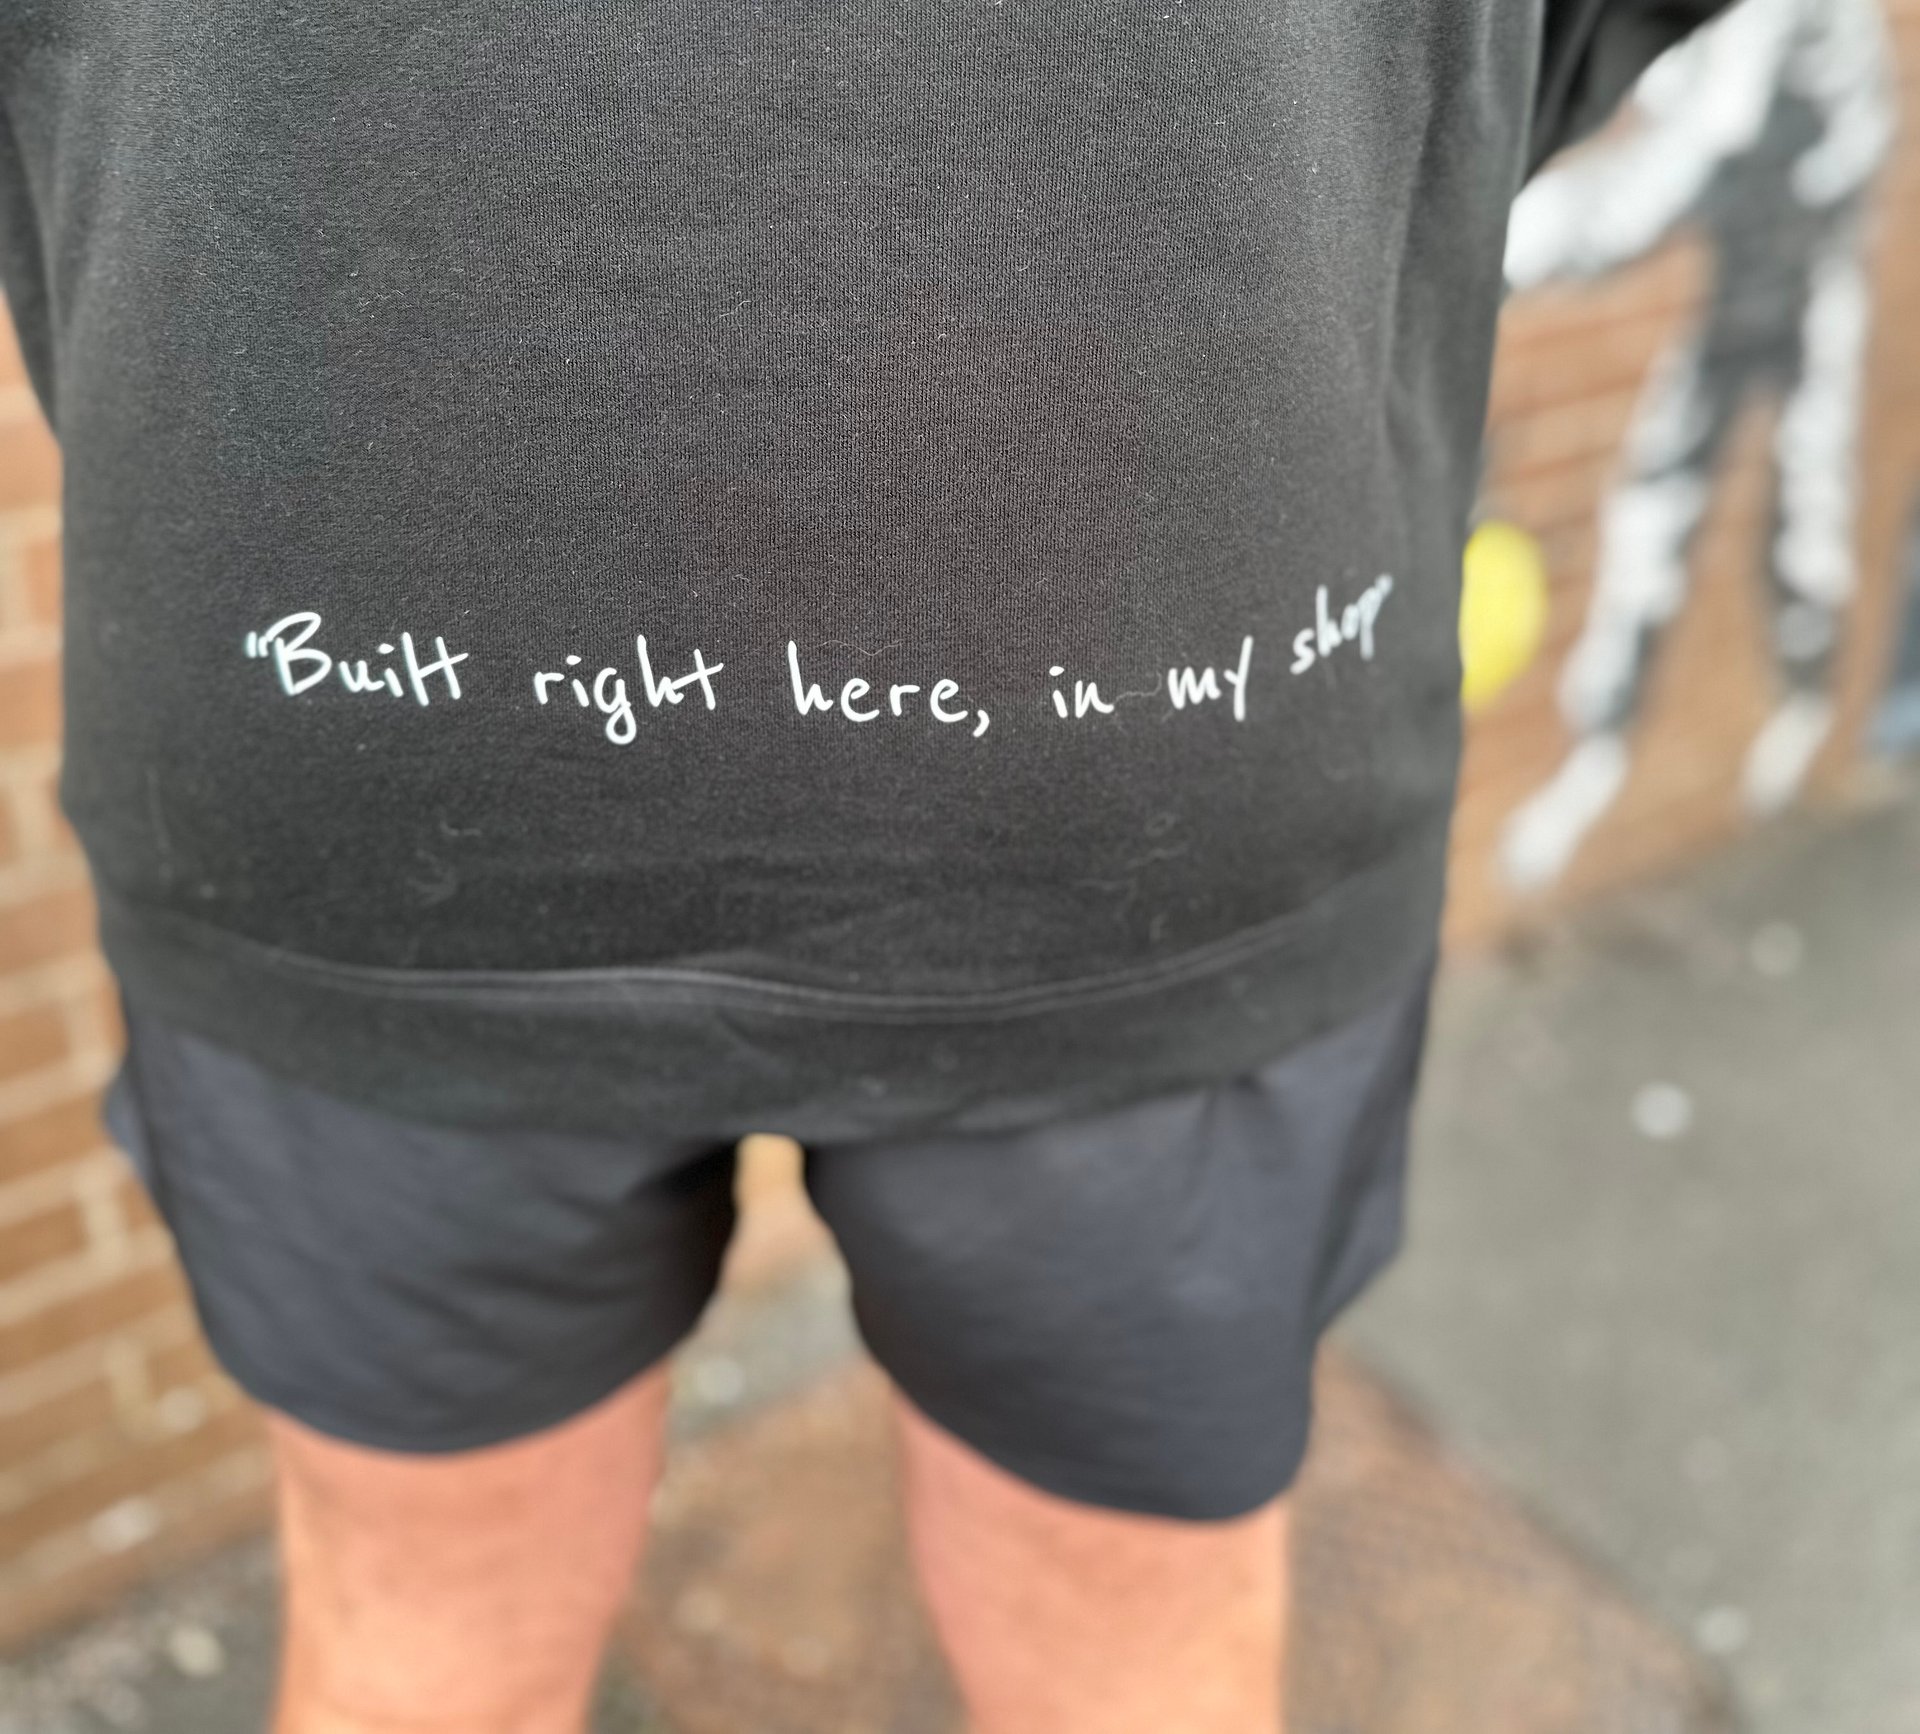 "Built right here, in my shop"